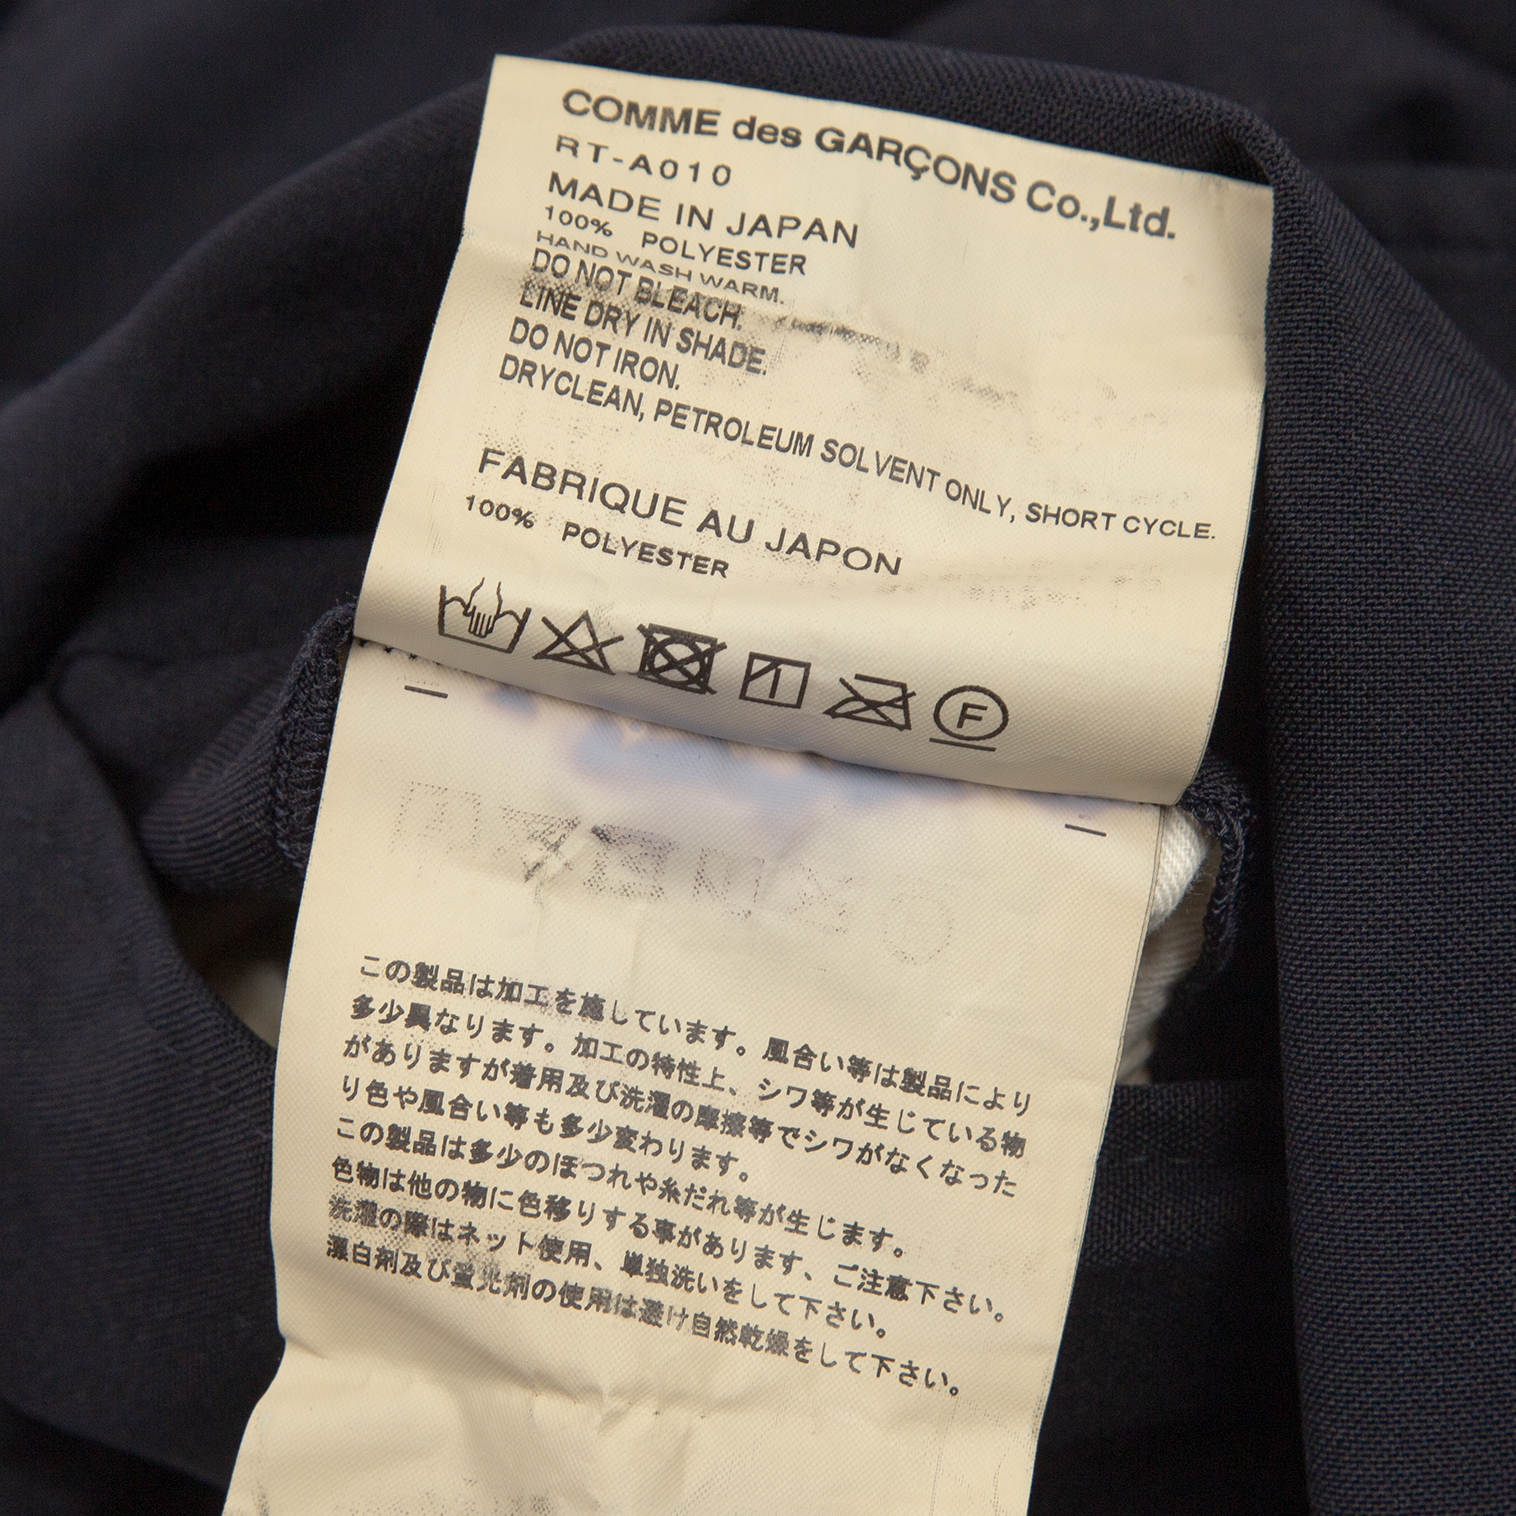 COMME des GARÇONS Co.,Ltd.
RT-A010
MADE IN JAPAN
100% POLYESTER
HAND WASH WARM.
DO NOT BLEACH.
LINE DRY IN SHADE.
DO NOT IRON.
DRYCLEAN, PETROLEUM SOLVENT ONLY, SHORT CYCLE.
FABRIQUE AU JAPON
100% POLYESTER
F
この製品は加工を施しています。風合い等は製品により
多少異なります。加工の特性上、シワ等が生じている物
がありますが着用及び洗濯の摩擦等でシワがなくなった
り色や風合い等も多少変わります。
この製品は多少のほつれや糸だれ等が生じます。
色物は他の物に色移りする事があります、ご注意下さい。
洗濯の際はネット使用、単独洗いをして下さい。
漂白剤及び蛍光剤の使用は避け自然乾燥をして下さい。